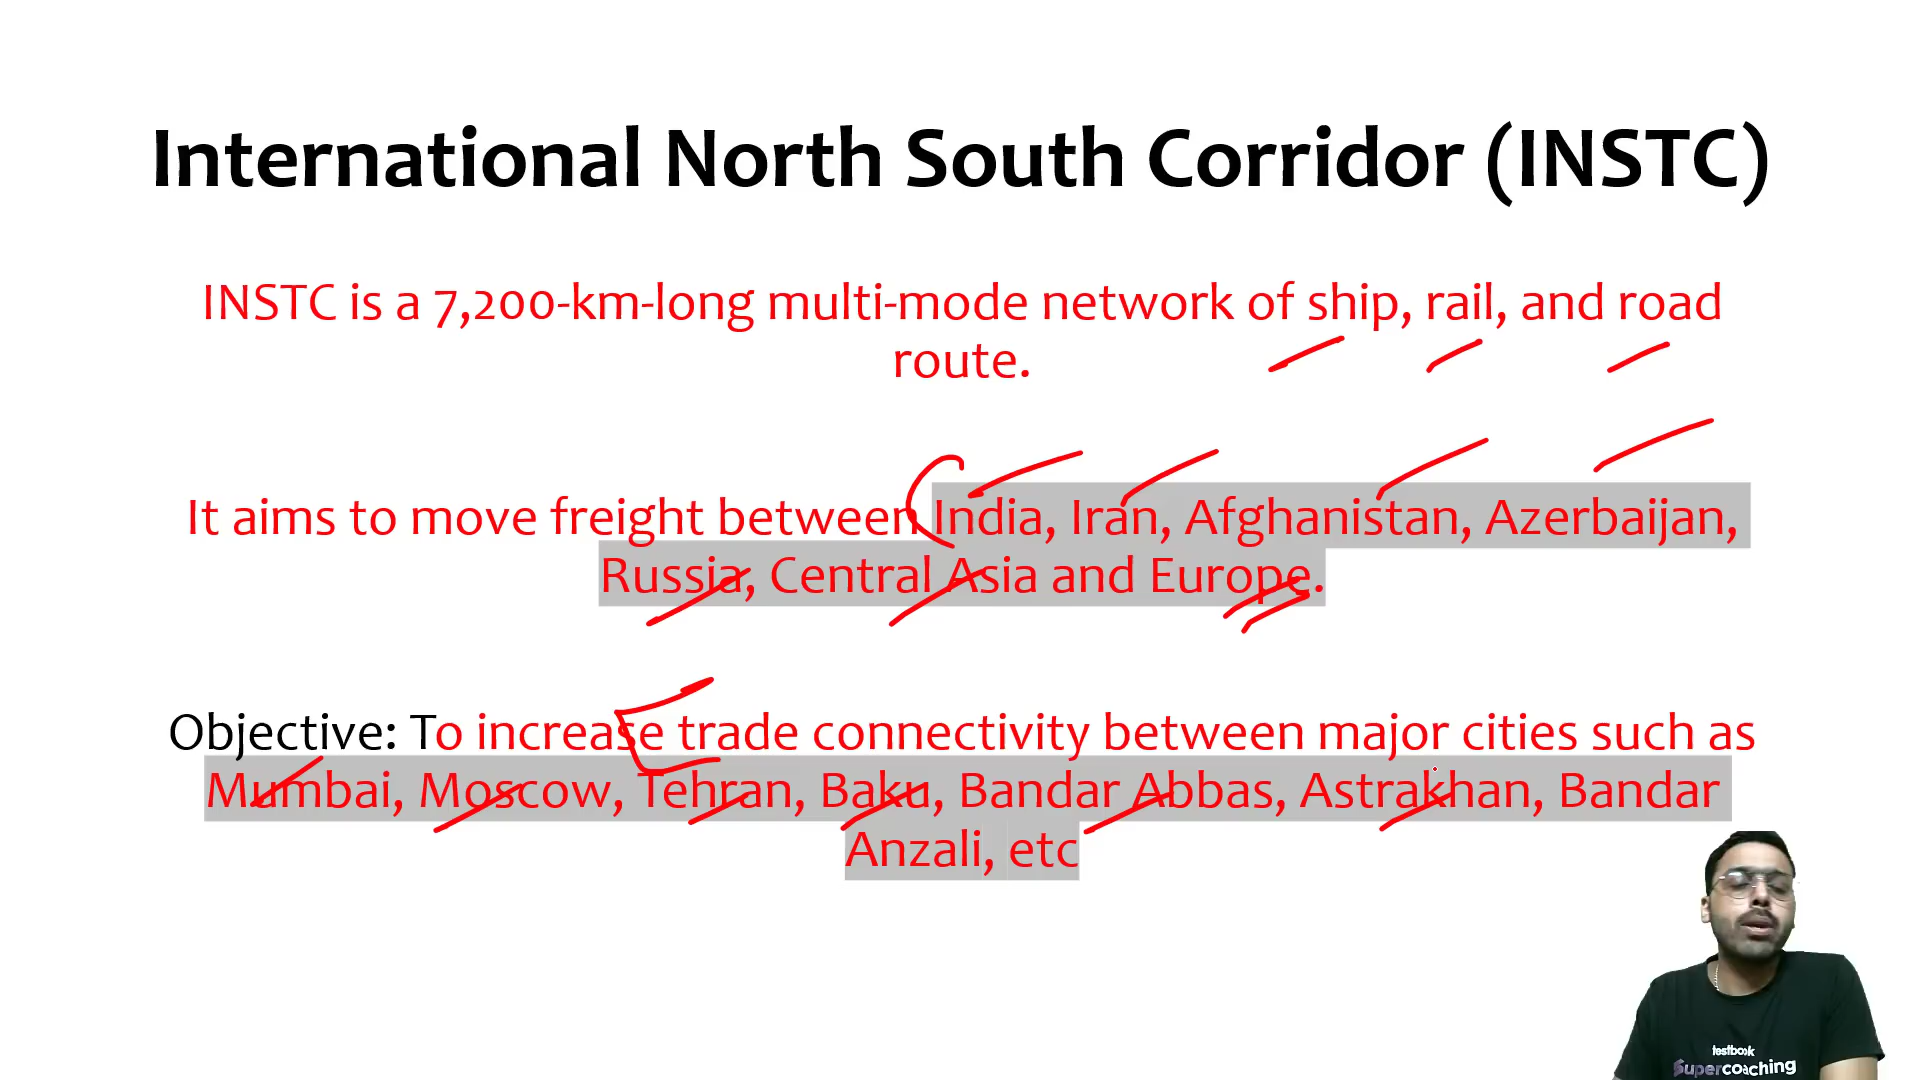 International North South Corridor (INSTC)
INSTC is a 7,200-km-long multi-mode network of ship, rail, and road
route.
It aims to move freight between India, Iran, Afghanistan, Azerbaijan,
Russia, Central Asia and Europe.
Objective: To increase trade connectivity between major cities such as
Mumbai, Moscow, Tehran, Baku, Bandar Abbas, Astrakhan, Bandar
Anzali, etc
testbook
Supercoaching